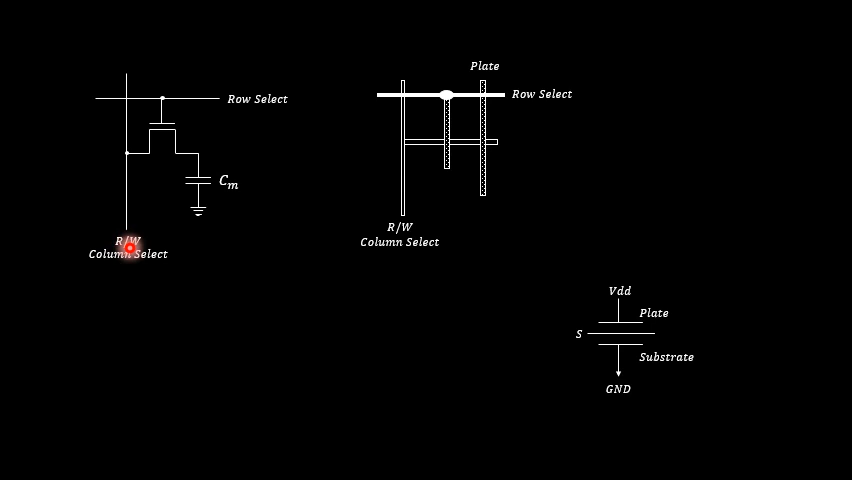 Plate
Row Select
Row Select
C_m
R/W
Column Select
R/W
Column Select
Vdd
Plate
S
Substrate
GND